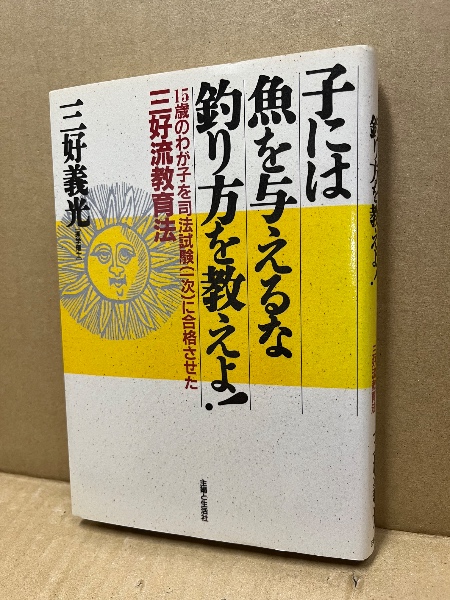 子には
魚を与えるな
釣り方を教えよ!
15歳のわが子を司法試験(一次)に合格させた
三好流教育法
三好義光
主婦と生活社
釣り方を教えよ!